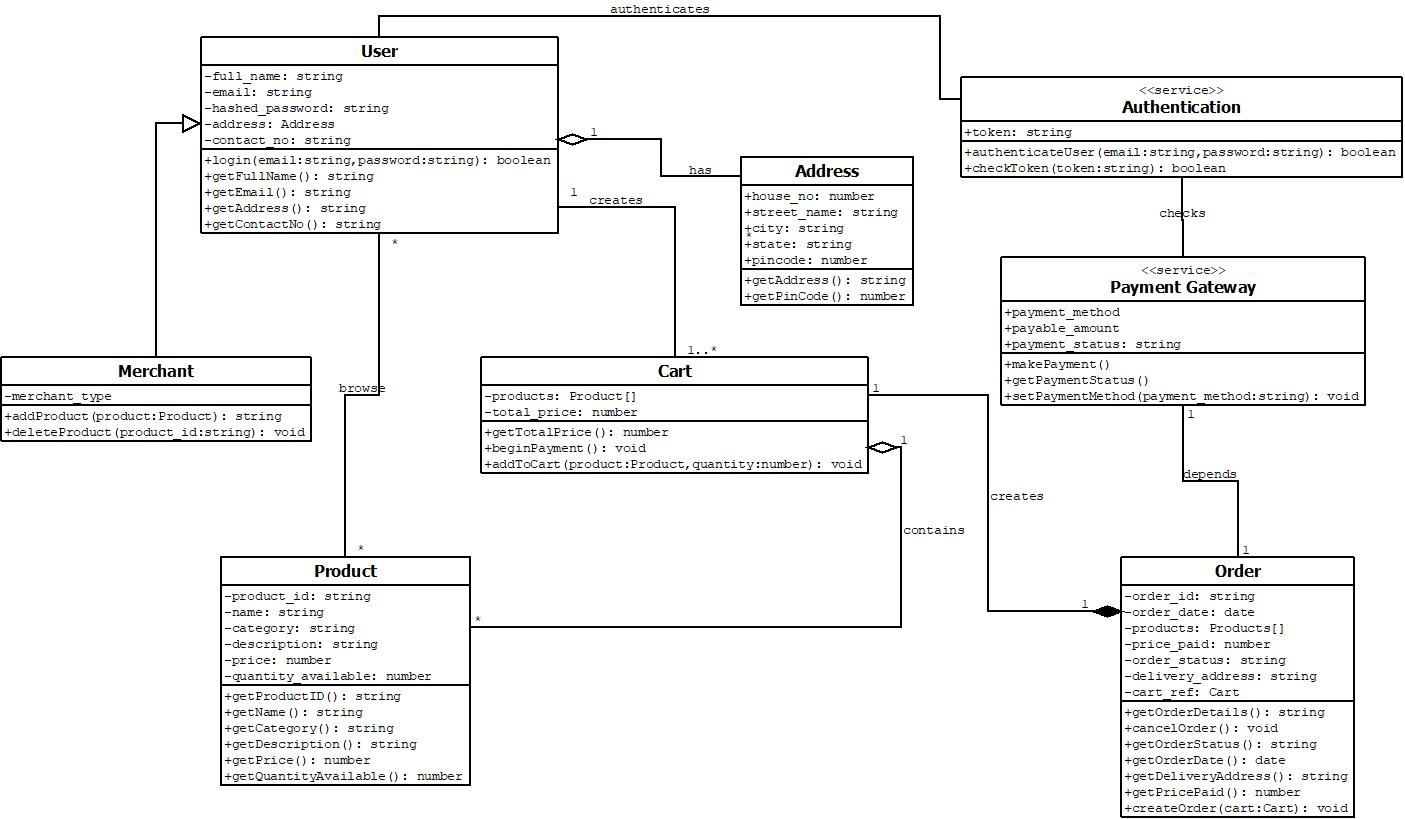 authenticates
User
-full_name: string
-email: string
-hashed_password: string
-address: Address
-contact_no: string
+login(email:string,password:string): boolean
+getFullName(): string
+getEmail(): string
+getAddress(): string
+getContactNo(): string
<<service>>
Authentication
+token: string
+authenticateUser(email:string,password:string): boolean
+checkToken(token:string): boolean
1
has
Address
+house_no: number
+street_name: string
+city: string
*
+state: string
+pincode: number
+getAddress(): string
+getPinCode(): number
1
creates
1..*
checks
<<service>>
Payment Gateway
+payment_method
+payable_amount
+payment_status: string
+makePayment()
+getPaymentStatus()
+setPaymentMethod(payment_method:string): void
*
browse
*
Merchant
-merchant_type
+addProduct(product:Product): string
+deleteProduct(product_id:string): void
Cart
-products: Product[]
-total_price: number
+getTotalPrice(): number
+beginPayment(): void
+addToCart(product:Product,quantity:number): void
1
creates
1
1
contains
*
1
depends
1
Product
-product_id: string
-name: string
-category: string
-description: string
-price: number
-quantity_available: number
+getProductID(): string
+getName(): string
+getCategory(): string
+getDescription(): string
+getPrice(): number
+getQuantityAvailable(): number
Order
-order_id: string
-order_date: date
-products: Products[]
-price_paid: number
-order_status: string
-delivery_address: string
-cart_ref: Cart
+getOrderDetails(): string
+cancelOrder(): void
+getOrderStatus(): string
+getOrderDate(): date
+getDeliveryAddress(): string
+getPricePaid(): number
+createOrder(cart:Cart): void